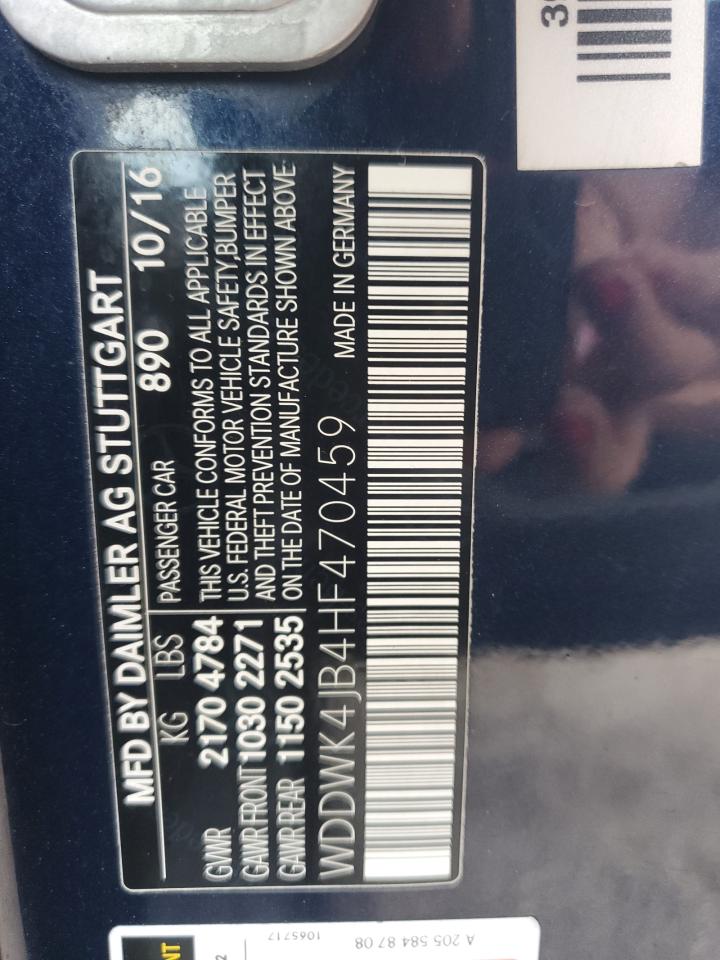 MFD BY DAIMLER AG STUTTGART
KG LBS PASSENGER CAR 890 10/16
GVWR 2170 4784 THIS VEHICLE CONFORMS TO ALL APPLICABLE
GAWR FRONT 1030 2271 U.S. FEDERAL MOTOR VEHICLE SAFETY, BUMPER
GAWR REAR 1150 2535 AND THEFT PREVENTION STANDARDS IN EFFECT
ON THE DATE OF MANUFACTURE SHOWN ABOVE
WDDWK4JB4HF470459 MADE IN GERMANY
A 205 584 87 08
1065717